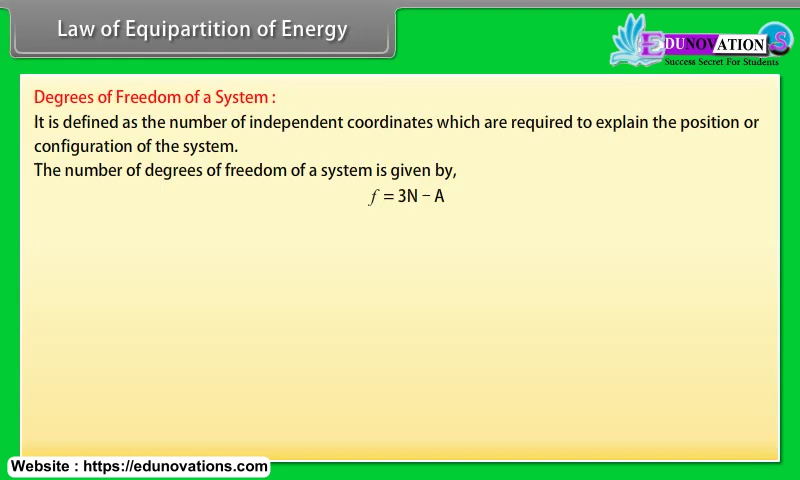 Law of Equipartition of Energy
EDUNOVATION S
Success Secret For Students
Degrees of Freedom of a System :
It is defined as the number of independent coordinates which are required to explain the position or
configuration of the system.
The number of degrees of freedom of a system is given by,
f = 3N − A
Website : https://edunovations.com